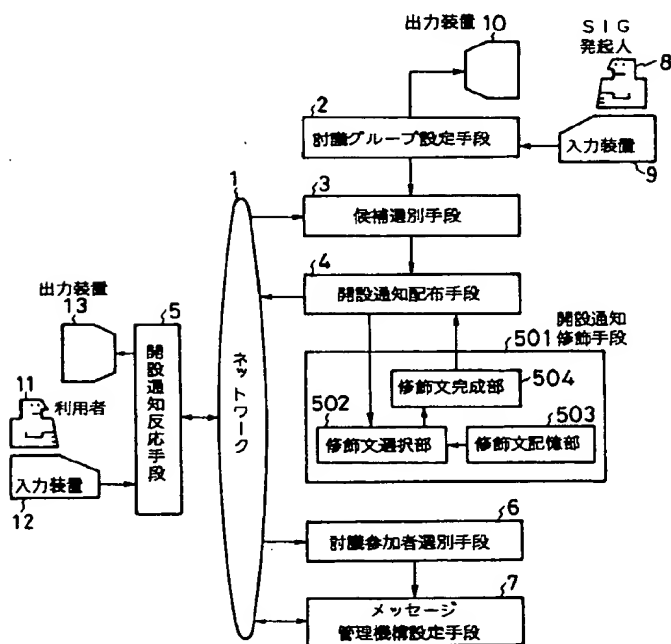 出力装置
10
SIG
発起人
8
2
討議グループ設定手段
入力装置
9
1
3
候補選別手段
4
開設通知配布手段
出力装置
13
5
開設通知反応手段
11
利用者
入力装置
12
ネットワーク
開設通知
修飾手段
501
修飾文完成部
504
502
修飾文選択部
503
修飾文記憶部
6
討議参加者選別手段
7
メッセージ
管理機構設定手段